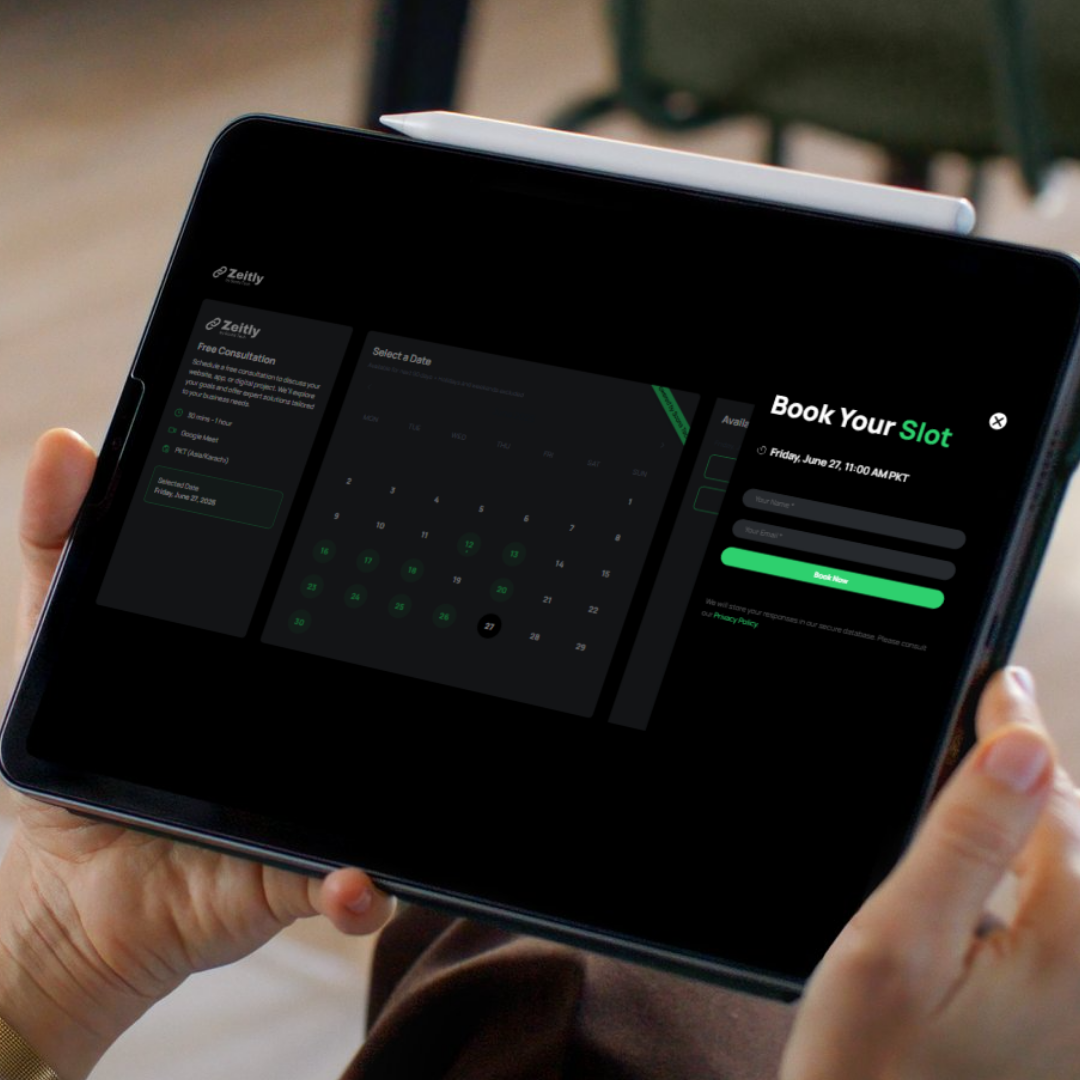 Zeitly
Zeitly
Free Consultation
Schedule a free consultation to discuss your
website, app, or digital project. We'll explore
your goals and offer expert solutions tailored
to your business needs.
30 mins - 1 hour
Google Meet
PKT (Asia/Karachi)
Selected Date
Friday, June 27, 2025
Select a Date
MON TUE WED THU FRI SAT SUN
1
2 3 4 5 6 7 8
9 10 11 12 13 14 15
16 17 18 19 20 21 22
23 24 25 26 27 28 29
30
Availa
Book Your Slot
Friday, June 27, 11:00 AM PKT
Your Name *
Your Email *
Book Now
We will store your responses in our secure database. Please consult
our Privacy Policy